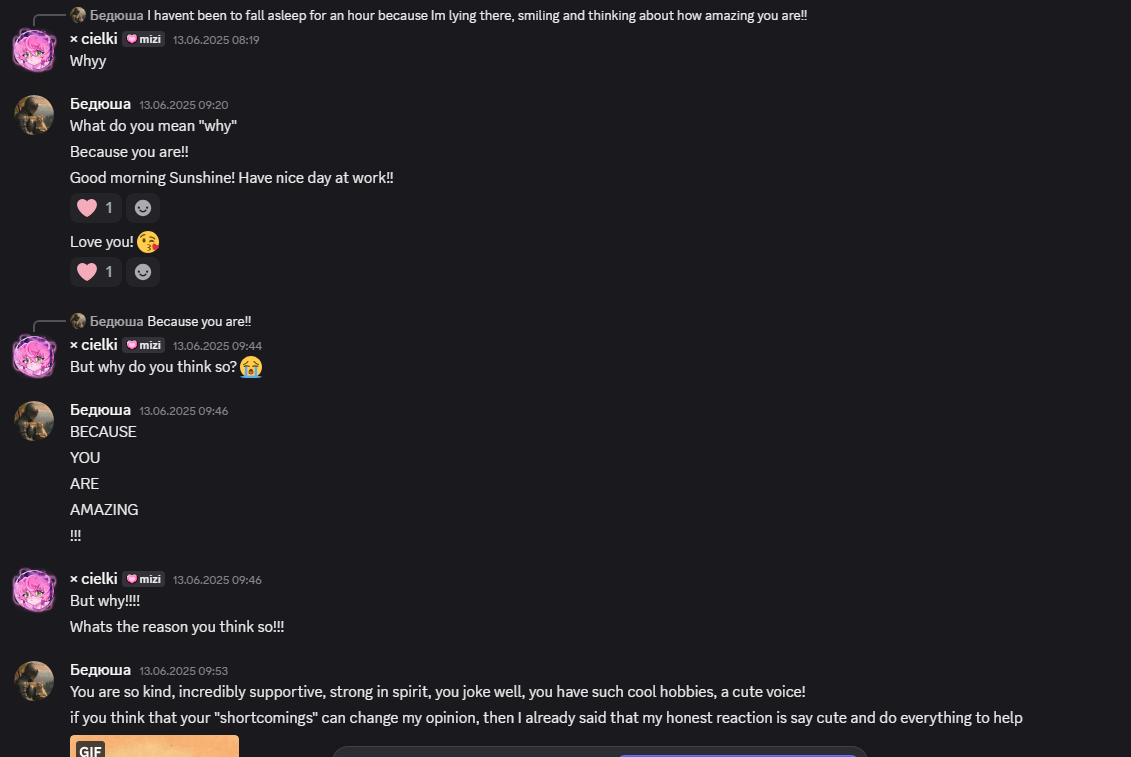 Бедюша I havent been to fall asleep for an hour because Im lying there, smiling and thinking about how amazing you are!!
× cielki mizi 13.06.2025 08:19
Whyy
Бедюша 13.06.2025 09:20
What do you mean "why"
Because you are!!
Good morning Sunshine! Have nice day at work!!
1
Love you! 😘
1
Бедюша Because you are!!
× cielki mizi 13.06.2025 09:44
But why do you think so? 😭
Бедюша 13.06.2025 09:46
BECAUSE
YOU
ARE
AMAZING
!!!
× cielki mizi 13.06.2025 09:46
But why!!!!
Whats the reason you think so!!!
Бедюша 13.06.2025 09:53
You are so kind, incredibly supportive, strong in spirit, you joke well, you have such cool hobbies, a cute voice!
if you think that your "shortcomings" can change my opinion, then I already said that my honest reaction is say cute and do everything to help
GIF